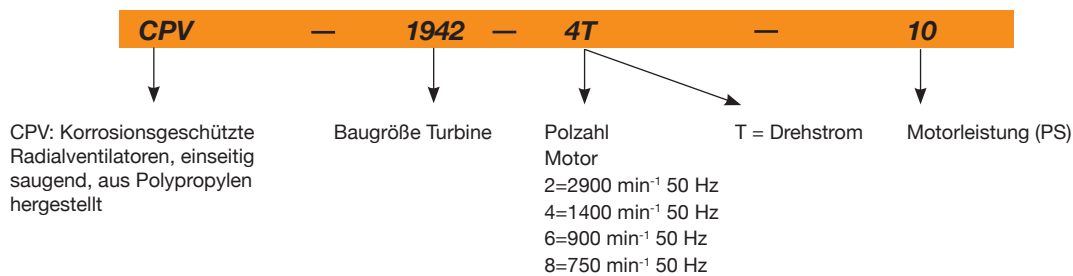 CPV — 1942 — 4T — 10
CPV: Korrosionsgeschützte
Radialventilatoren, einseitig
saugend, aus Polypropylen
hergestellt
Baugröße Turbine
Polzahl
Motor
2=2900 min⁻¹ 50 Hz
4=1400 min⁻¹ 50 Hz
6=900 min⁻¹ 50 Hz
8=750 min⁻¹ 50 Hz
T = Drehstrom
Motorleistung (PS)